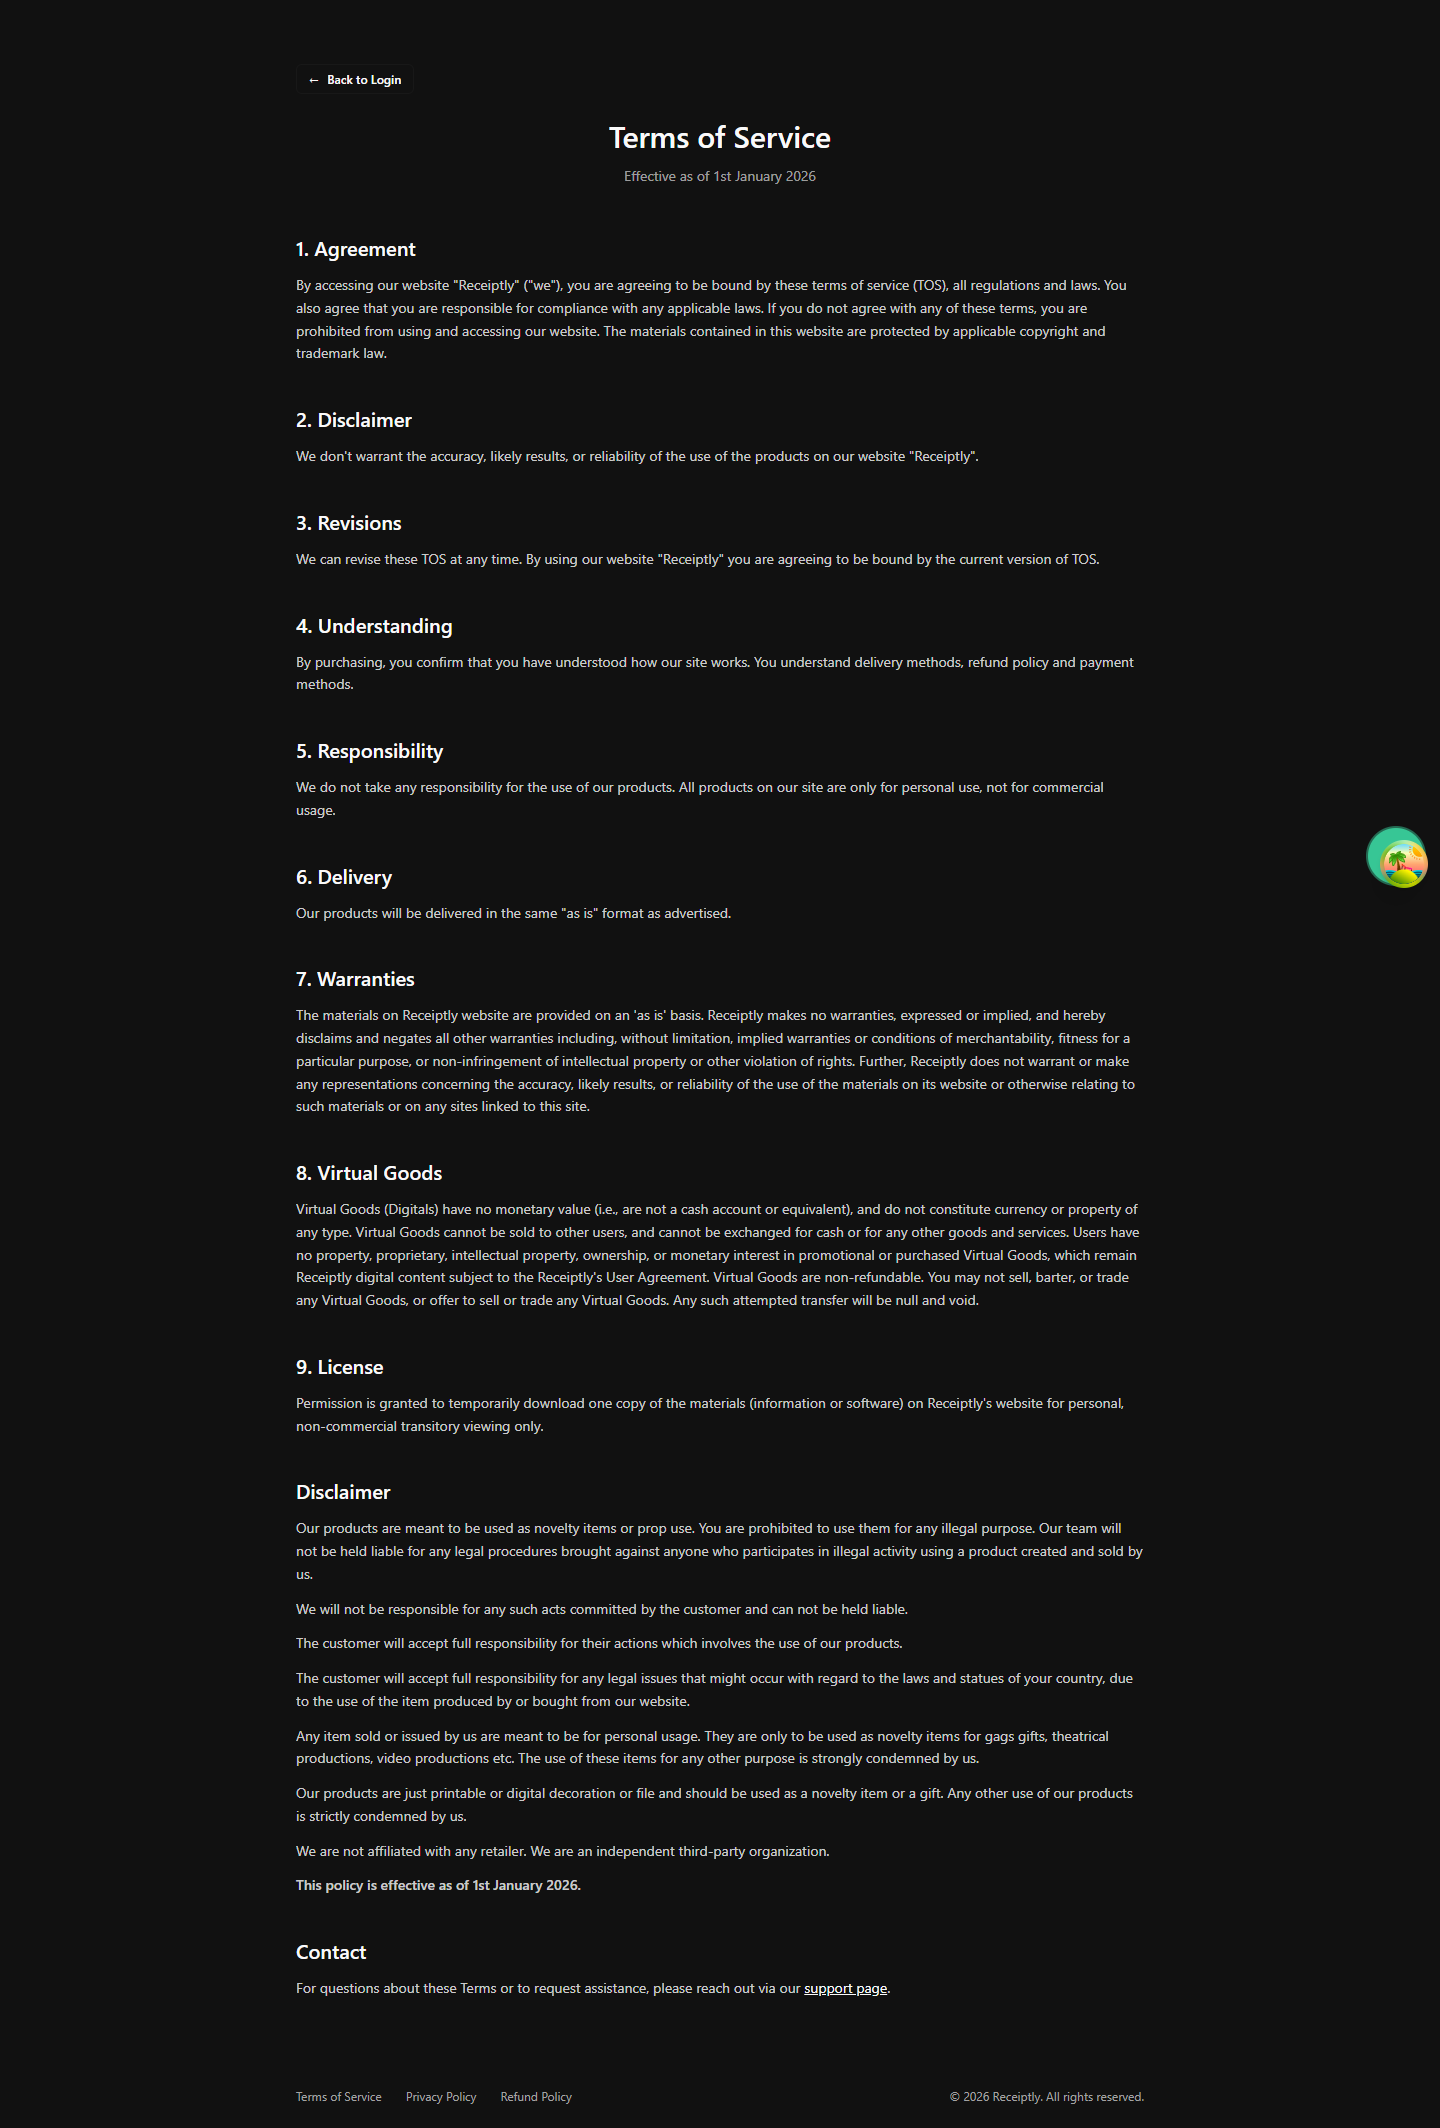 ← Back to Login
Terms of Service
Effective as of 1st January 2026
1. Agreement
By accessing our website "Receiptly" ("we"), you are agreeing to be bound by these terms of service (TOS), all regulations and laws. You
also agree that you are responsible for compliance with any applicable laws. If you do not agree with any of these terms, you are
prohibited from using and accessing our website. The materials contained in this website are protected by applicable copyright and
trademark law.
2. Disclaimer
We don't warrant the accuracy, likely results, or reliability of the use of the products on our website "Receiptly".
3. Revisions
We can revise these TOS at any time. By using our website "Receiptly" you are agreeing to be bound by the current version of TOS.
4. Understanding
By purchasing, you confirm that you have understood how our site works. You understand delivery methods, refund policy and payment
methods.
5. Responsibility
We do not take any responsibility for the use of our products. All products on our site are only for personal use, not for commercial
usage.
6. Delivery
Our products will be delivered in the same "as is" format as advertised.
7. Warranties
The materials on Receiptly website are provided on an 'as is' basis. Receiptly makes no warranties, expressed or implied, and hereby
disclaims and negates all other warranties including, without limitation, implied warranties or conditions of merchantability, fitness for a
particular purpose, or non-infringement of intellectual property or other violation of rights. Further, Receiptly does not warrant or make
any representations concerning the accuracy, likely results, or reliability of the use of the materials on its website or otherwise relating to
such materials or on any sites linked to this site.
8. Virtual Goods
Virtual Goods (Digitals) have no monetary value (i.e., are not a cash account or equivalent), and do not constitute currency or property of
any type. Virtual Goods cannot be sold to other users, and cannot be exchanged for cash or for any other goods and services. Users have
no property, proprietary, intellectual property, ownership, or monetary interest in promotional or purchased Virtual Goods, which remain
Receiptly digital content subject to the Receiptly's User Agreement. Virtual Goods are non-refundable. You may not sell, barter, or trade
any Virtual Goods, or offer to sell or trade any Virtual Goods. Any such attempted transfer will be null and void.
9. License
Permission is granted to temporarily download one copy of the materials (information or software) on Receiptly's website for personal,
non-commercial transitory viewing only.
Disclaimer
Our products are meant to be used as novelty items or prop use. You are prohibited to use them for any illegal purpose. Our team will
not be held liable for any legal procedures brought against anyone who participates in illegal activity using a product created and sold by
us.
We will not be responsible for any such acts committed by the customer and can not be held liable.
The customer will accept full responsibility for their actions which involves the use of our products.
The customer will accept full responsibility for any legal issues that might occur with regard to the laws and statues of your country, due
to the use of the item produced by or bought from our website.
Any item sold or issued by us are meant to be for personal usage. They are only to be used as novelty items for gags gifts, theatrical
productions, video productions etc. The use of these items for any other purpose is strongly condemned by us.
Our products are just printable or digital decoration or file and should be used as a novelty item or a gift. Any other use of our products
is strictly condemned by us.
We are not affiliated with any retailer. We are an independent third-party organization.
This policy is effective as of 1st January 2026.
Contact
For questions about these Terms or to request assistance, please reach out via our support page.
Terms of Service Privacy Policy Refund Policy © 2026 Receiptly. All rights reserved.